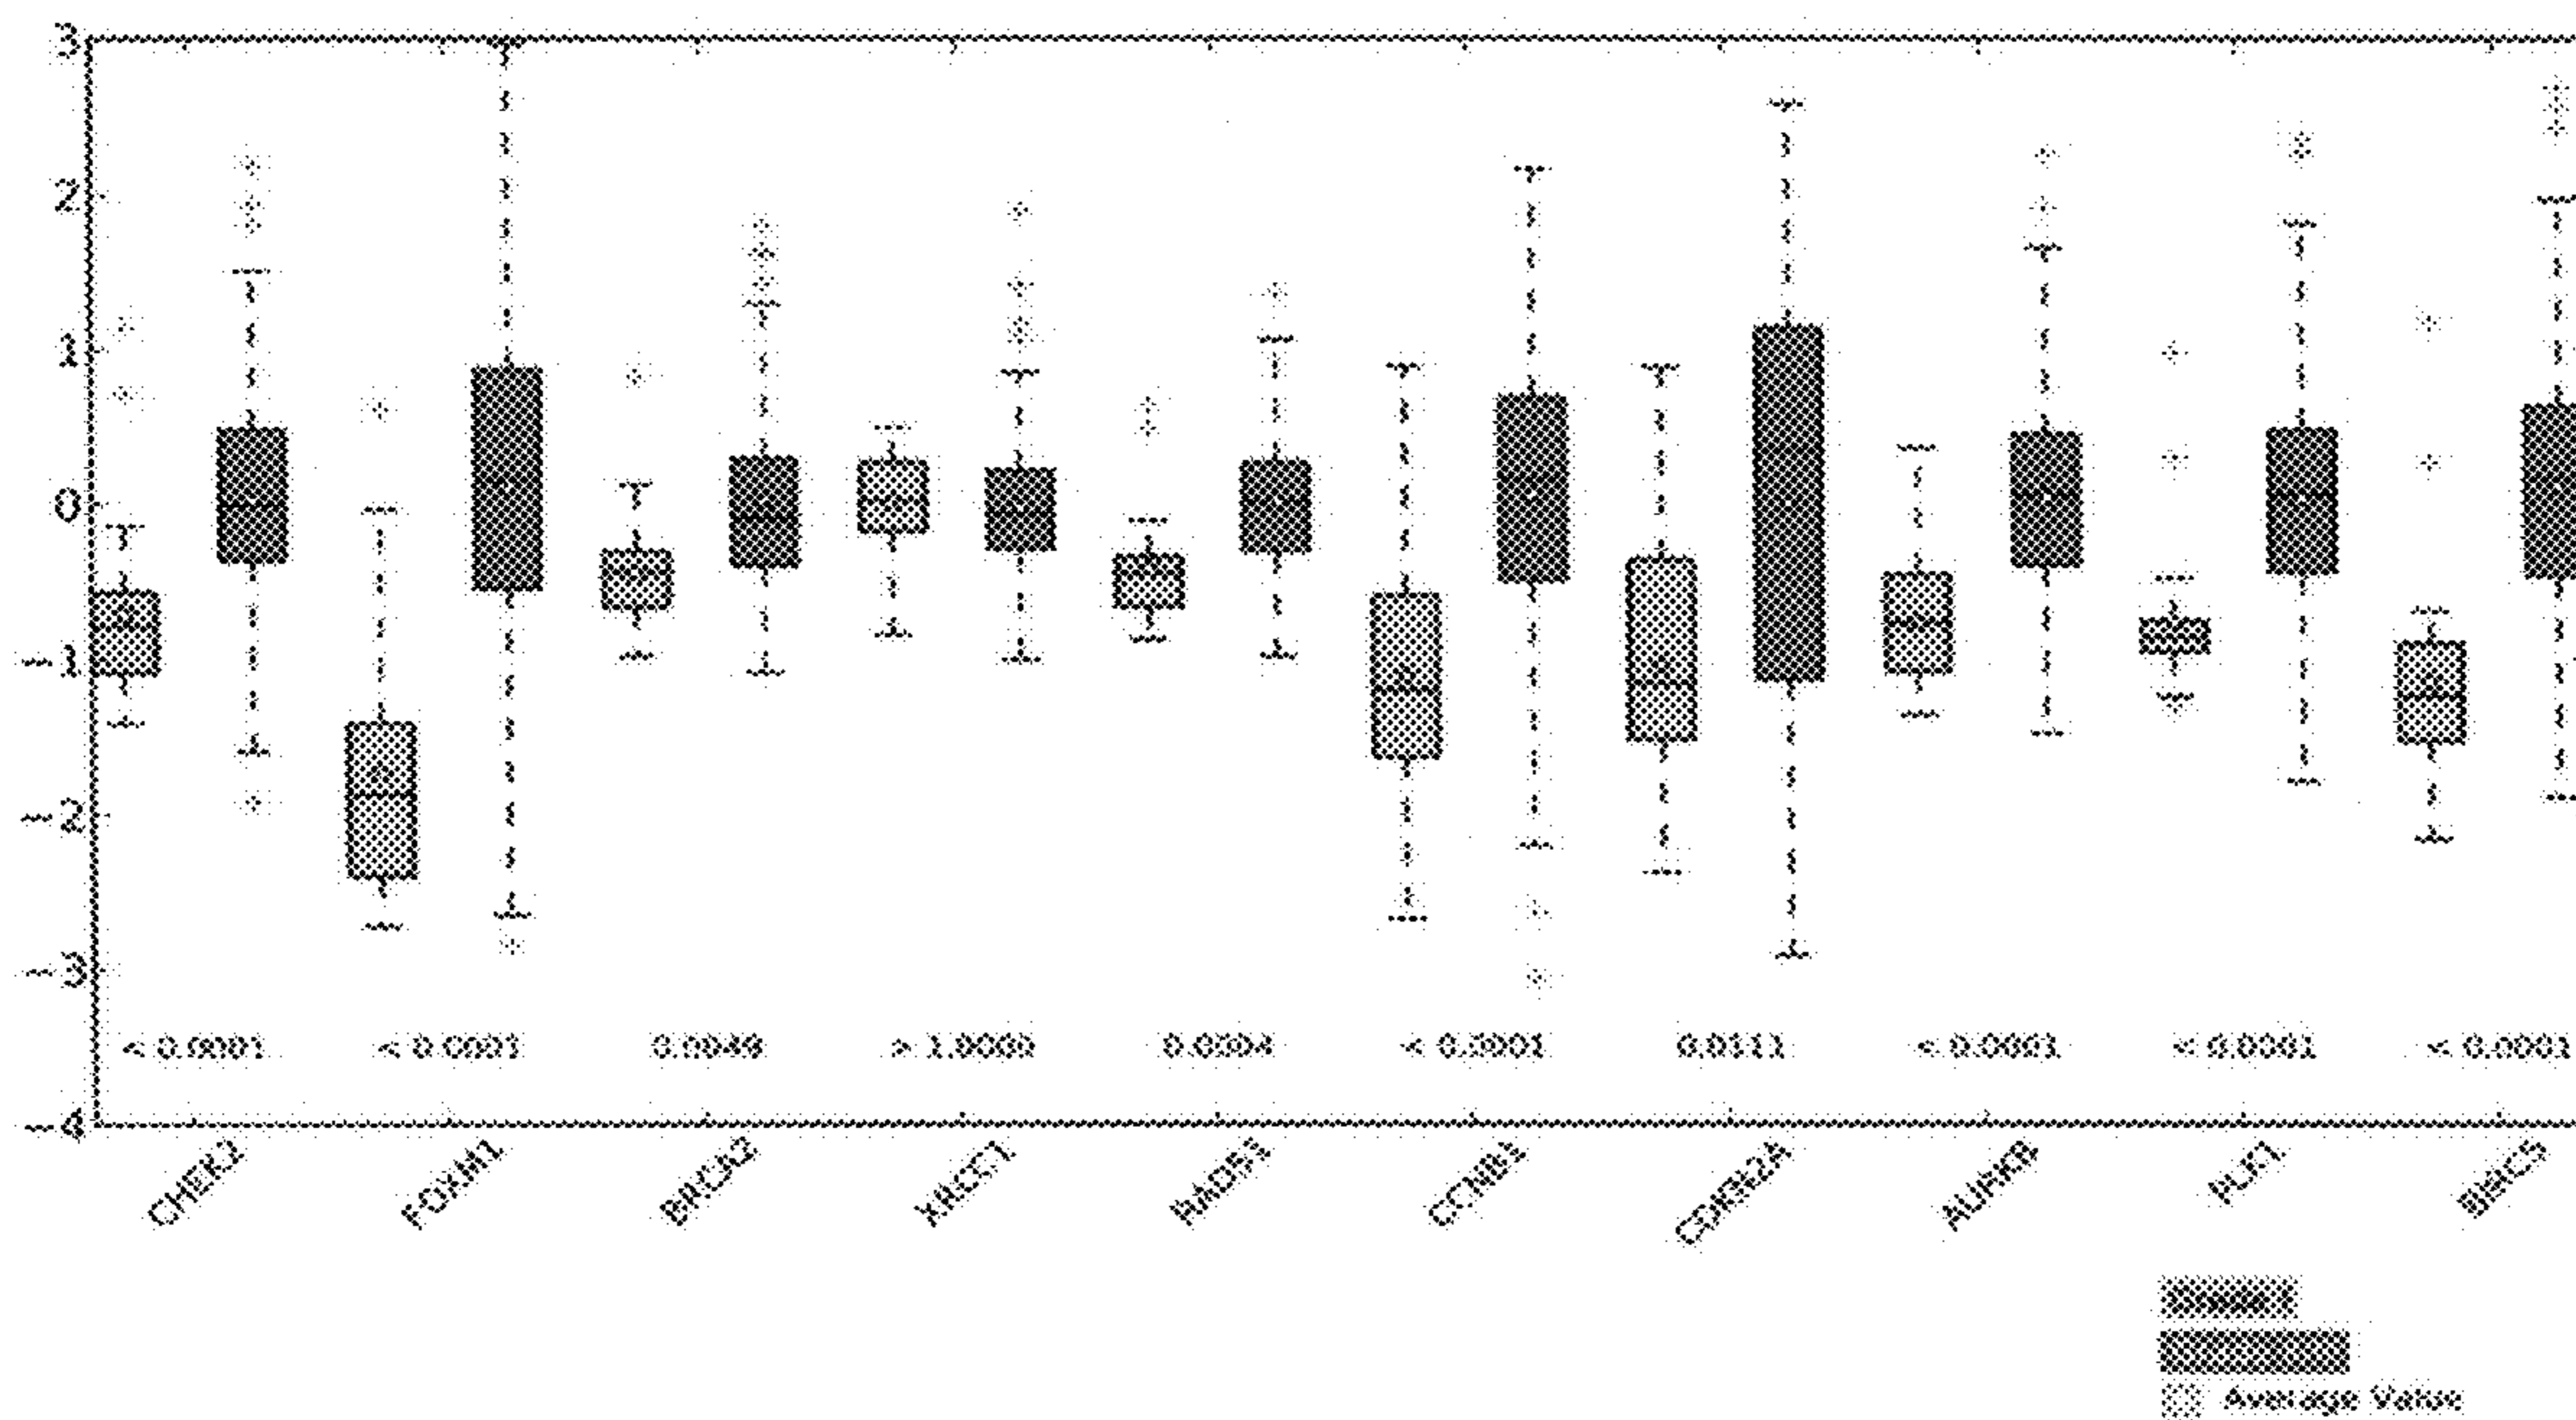 3
2
1
0
-1
-2
-3
-4
< 0.0001 < 0.0001 0.0049 > 1.0000 0.0004 < 0.0001 0.0111 < 0.0001 < 0.0001 < 0.0001
CHEK1 FOXM1 BRCA2 XRCC1 RAD51 CCNB1 CDKN2A AURKB PLK1 BIRC5
Average Value